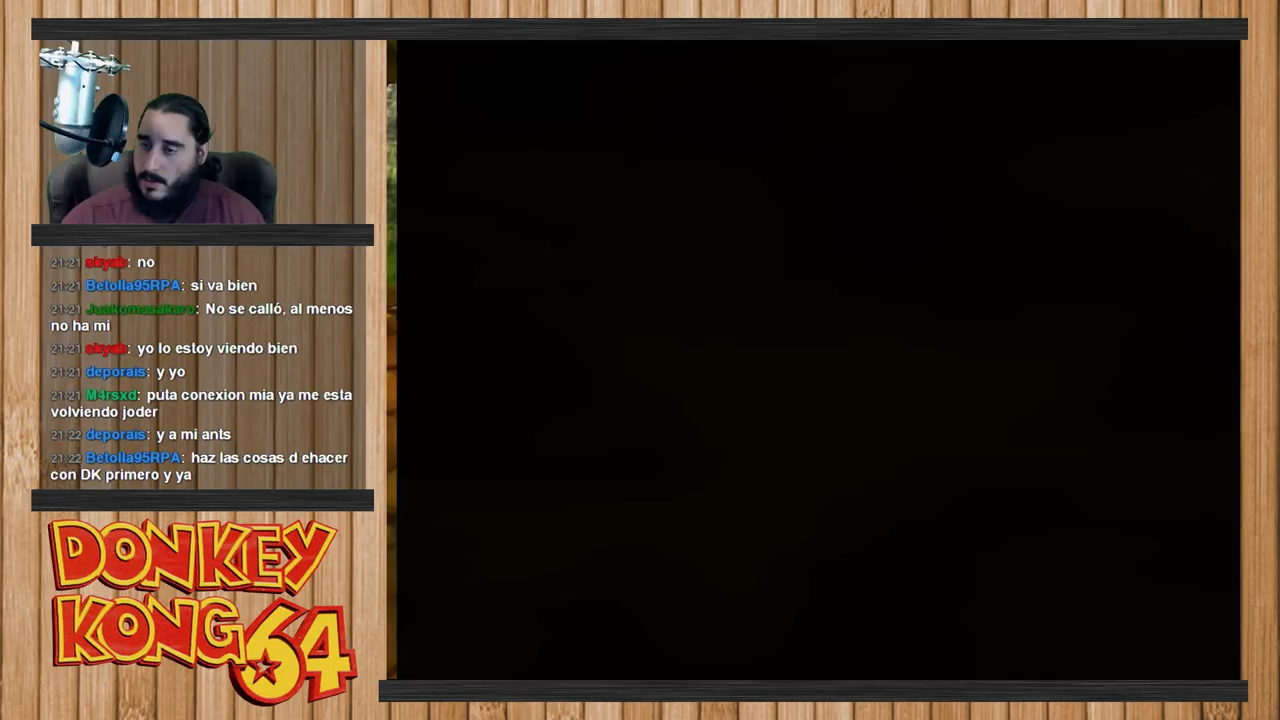 21:21 skyab: no
21:21 Betolla95RPA: si va bien
21:21 Juakomasakaro: No se calló, al menos
no ha mi
21:21 skyab: yo lo estoy viendo bien
21:21 deporais: y yo
21:21 M4rsxd: puta conexion mia ya me esta
volviendo joder
21:22 deporais: y a mi ants
21:22 Betolla95RPA: haz las cosas d ehacer
con DK primero y ya
DONKEY
KONG 64